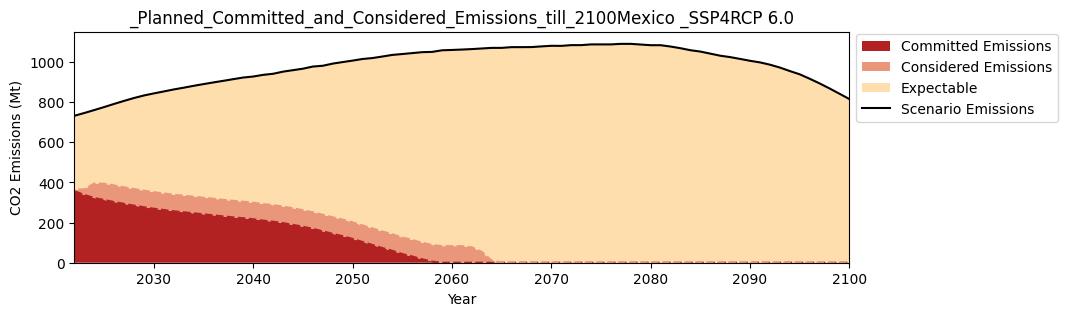 _Planned_Committed_and_Considered_Emissions_till_2100Mexico _SSP4RCP 6.0
Committed Emissions
Considered Emissions
Expectable
Scenario Emissions
CO2 Emissions (Mt)
1000
800
600
400
200
0
2030 2040 2050 2060 2070 2080 2090 2100
Year